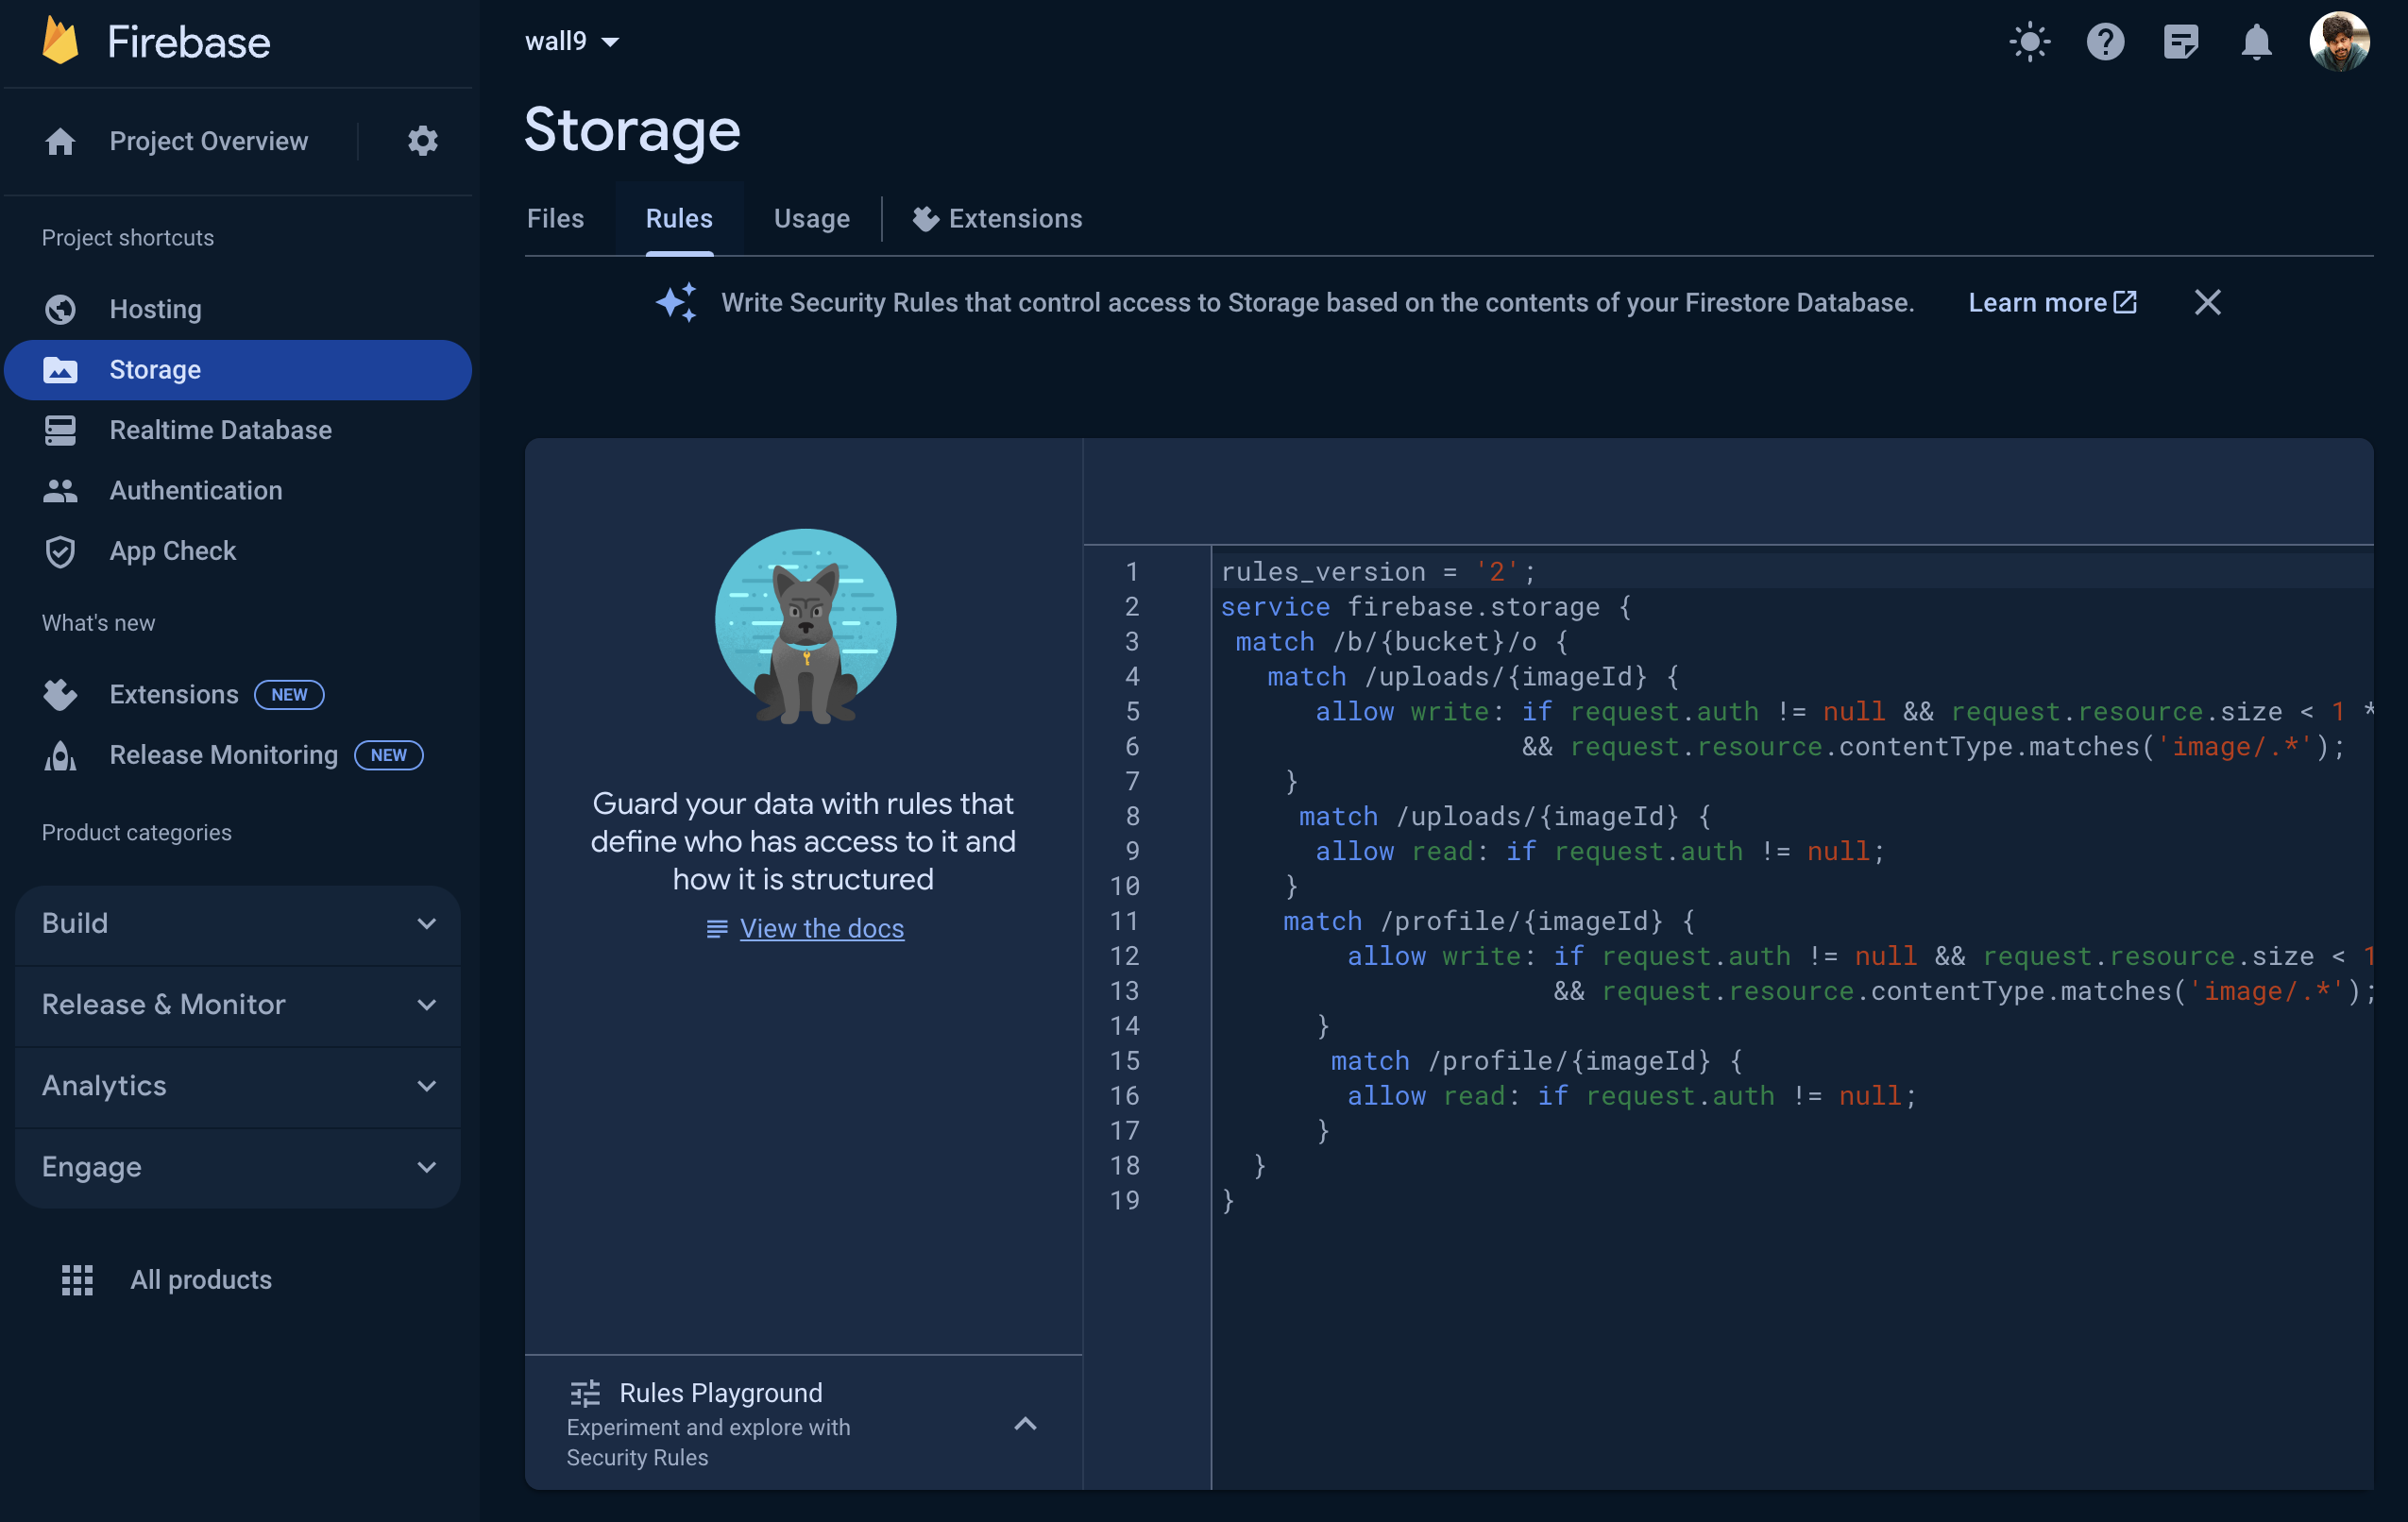 Firebase
Project Overview
Project shortcuts
Hosting
Storage
Realtime Database
Authentication
App Check
What's new
Extensions NEW
Release Monitoring NEW
Product categories
Build
Release & Monitor
Analytics
Engage
All products
wall9
Storage
Files Rules Usage Extensions
Write Security Rules that control access to Storage based on the contents of your Firestore Database. Learn more
Guard your data with rules that
define who has access to it and
how it is structured
View the docs
Rules Playground
Experiment and explore with
Security Rules
1 rules_version = '2';
2 service firebase.storage {
3 match /b/{bucket}/o {
4 match /uploads/{imageId} {
5 allow write: if request.auth != null && request.resource.size < 1 *
6 && request.resource.contentType.matches('image/.*');
7 }
8 match /uploads/{imageId} {
9 allow read: if request.auth != null;
10 }
11 match /profile/{imageId} {
12 allow write: if request.auth != null && request.resource.size < 1
13 && request.resource.contentType.matches('image/.*');
14 }
15 match /profile/{imageId} {
16 allow read: if request.auth != null;
17 }
18 }
19 }